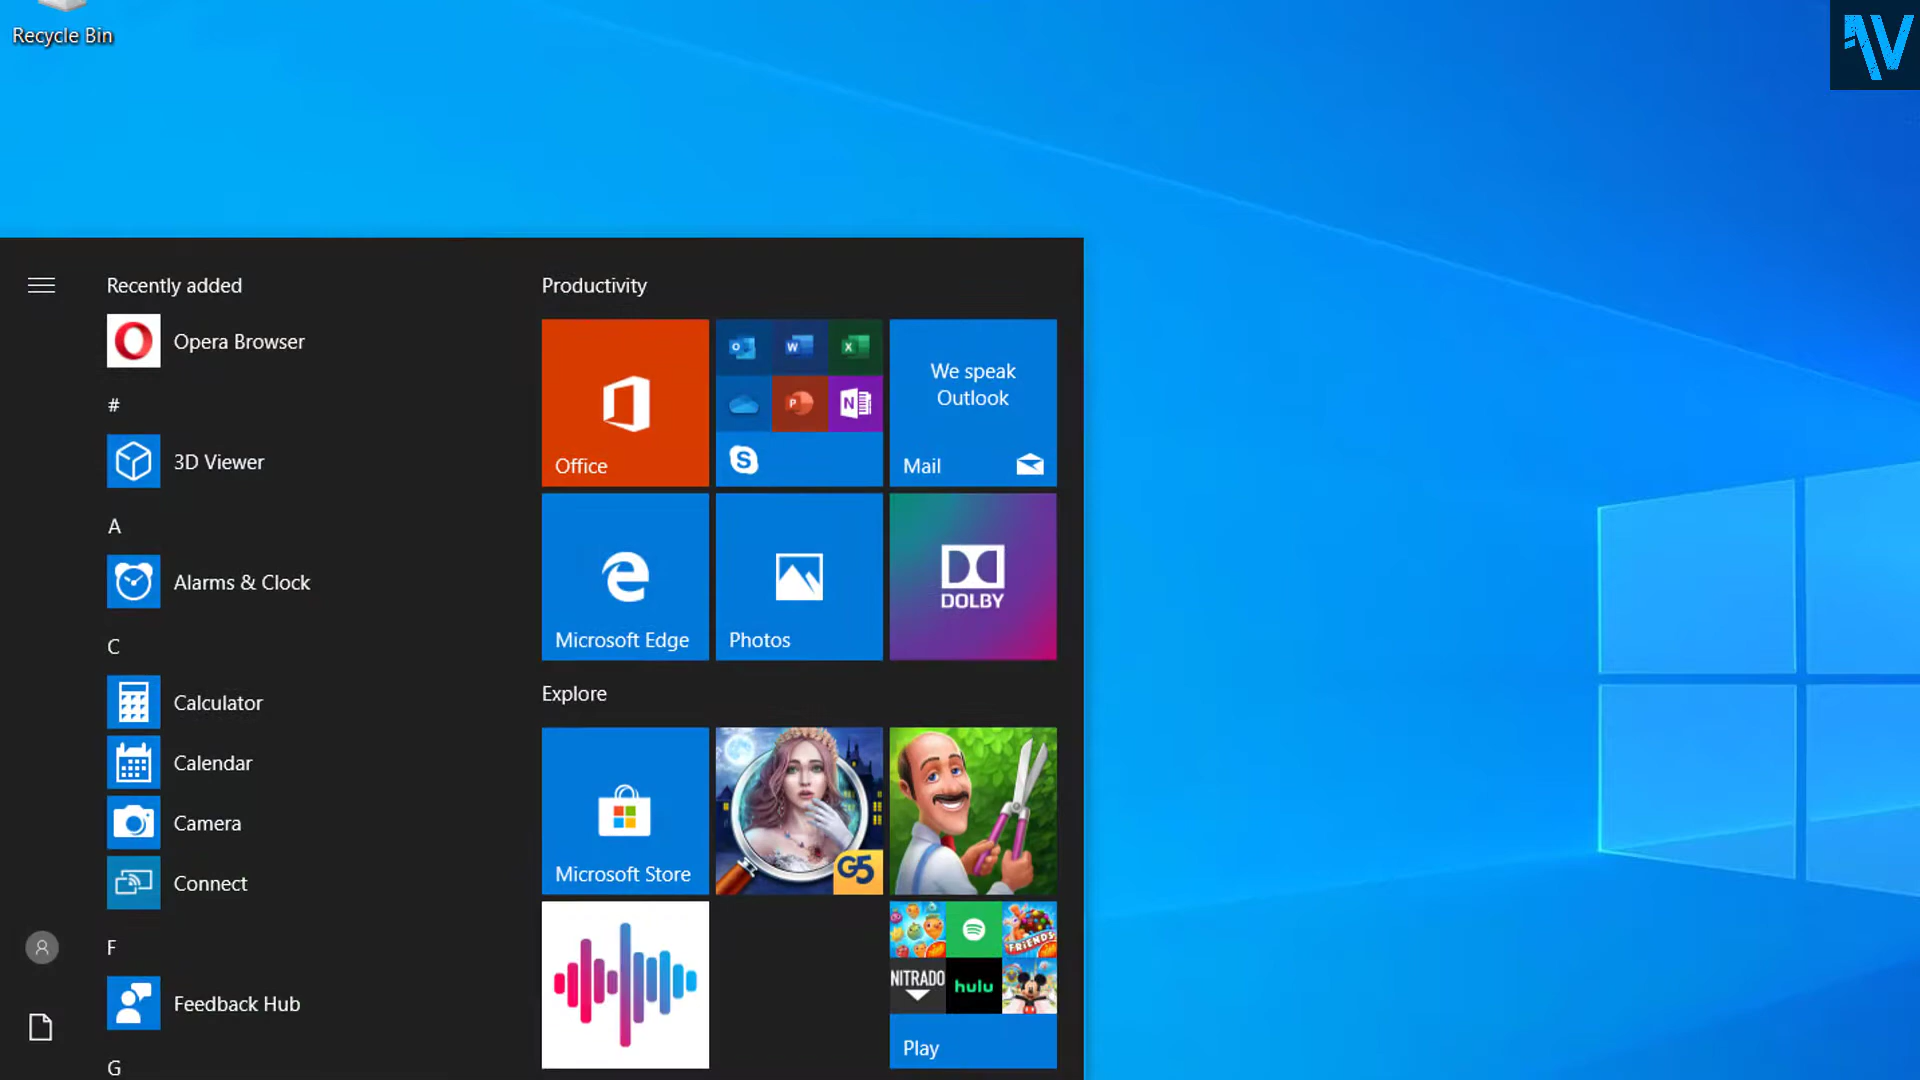 Recycle Bin
Recently added
Opera Browser
#
3D Viewer
A
Alarms & Clock
C
Calculator
Calendar
Camera
Connect
F
Feedback Hub
G
Productivity
Office
We speak
Outlook
Mail
Microsoft Edge
Photos
DOLBY
Explore
Microsoft Store
G5
FRIENDS
NITRADO
hulu
Play